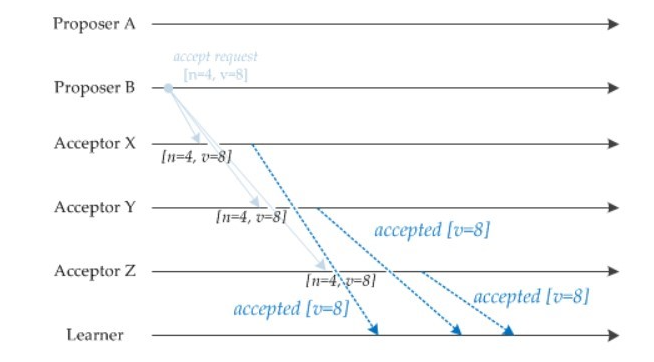 Proposer A
accept request
[n=4, v=8]
Proposer B
Acceptor X
[n=4, v=8]
Acceptor Y
[n=4, v=8]
accepted [v=8]
Acceptor Z
[n=4, v=8]
accepted [v=8]
accepted [v=8]
Learner